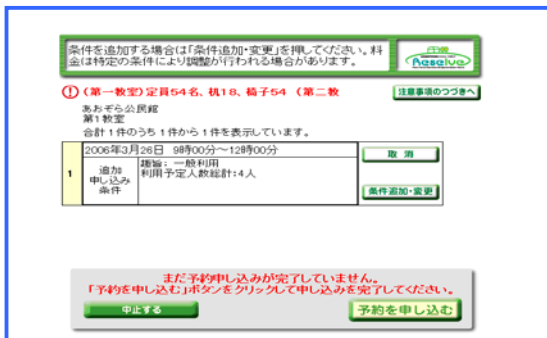 条件を追加する場合は「条件追加・変更」を押してください。料
金は特定の条件により調整が行われる場合があります。
Reselve
(第一教室)定員54名、机18、椅子54 (第二教
注意事項のつづきへ
あおぞら公民館
第1教室
合計1件のうち1件から1件を表示しています。
2006年3月26日 9時00分～12時00分
取 消
1
追加
申し込み
条件
趣旨：一般利用
利用予定人数総計:4人
条件追加・変更
まだ予約申し込みが完了していません。
「予約を申し込む」ボタンをクリックして申し込みを完了してください。
中止する
予約を申し込む